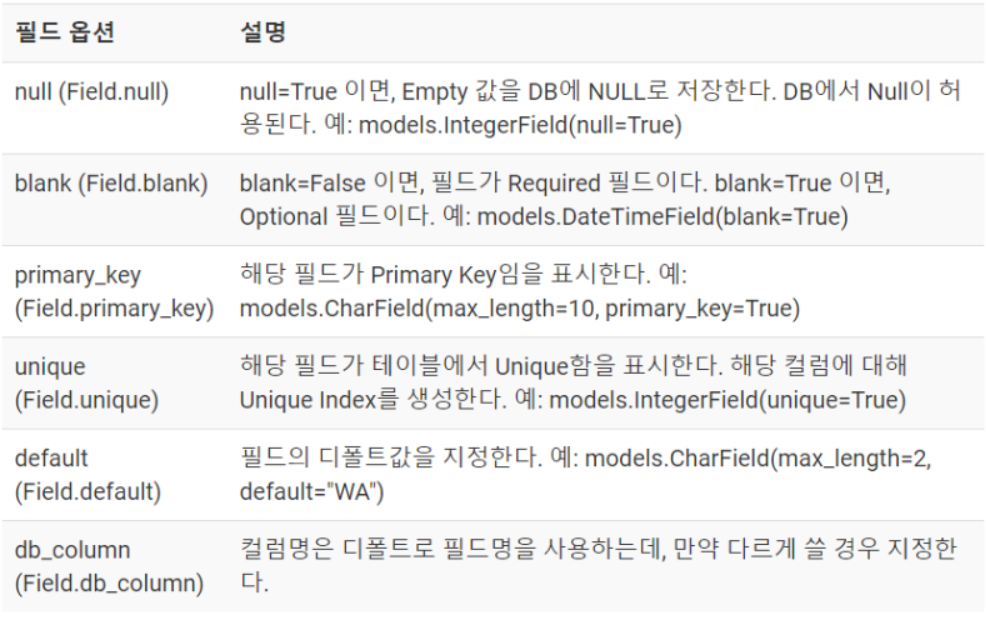 필드 옵션 설명
null (Field.null) null=True 이면, Empty 값을 DB에 NULL로 저장한다. DB에서 Null이 허
용된다. 예: models.IntegerField(null=True)
blank (Field.blank) blank=False 이면, 필드가 Required 필드이다. blank=True 이면,
Optional 필드이다. 예: models.DateTimeField(blank=True)
primary_key 해당 필드가 Primary Key임을 표시한다. 예:
(Field.primary_key) models.CharField(max_length=10, primary_key=True)
unique 해당 필드가 테이블에서 Unique함을 표시한다. 해당 컬럼에 대해
(Field.unique) Unique Index를 생성한다. 예: models.IntegerField(unique=True)
default 필드의 디폴트값을 지정한다. 예: models.CharField(max_length=2,
(Field.default) default="WA")
db_column 컬럼명은 디폴트로 필드명을 사용하는데, 만약 다르게 쓸 경우 지정한
(Field.db_column) 다.